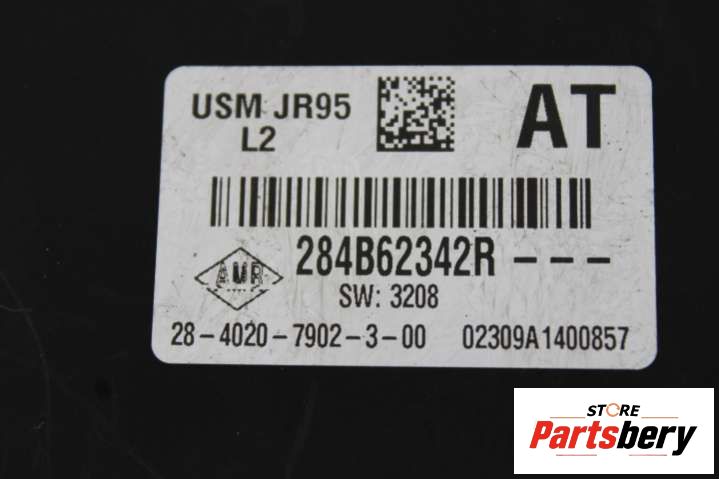 USM JR95
L2
AT
284B62342R - - -
AMR
SW: 3208
28-4020-7902-3-00 02309A1400857
STORE
Partsbery